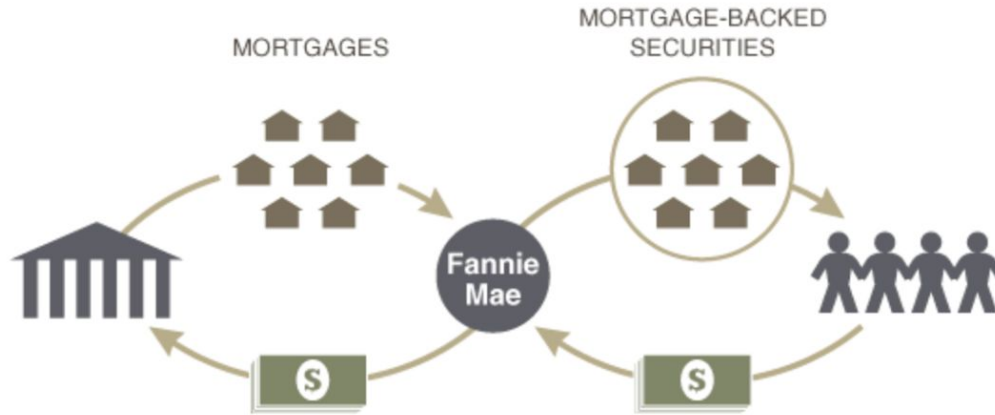 MORTGAGES
MORTGAGE-BACKED
SECURITIES
Fannie
Mae
$
$